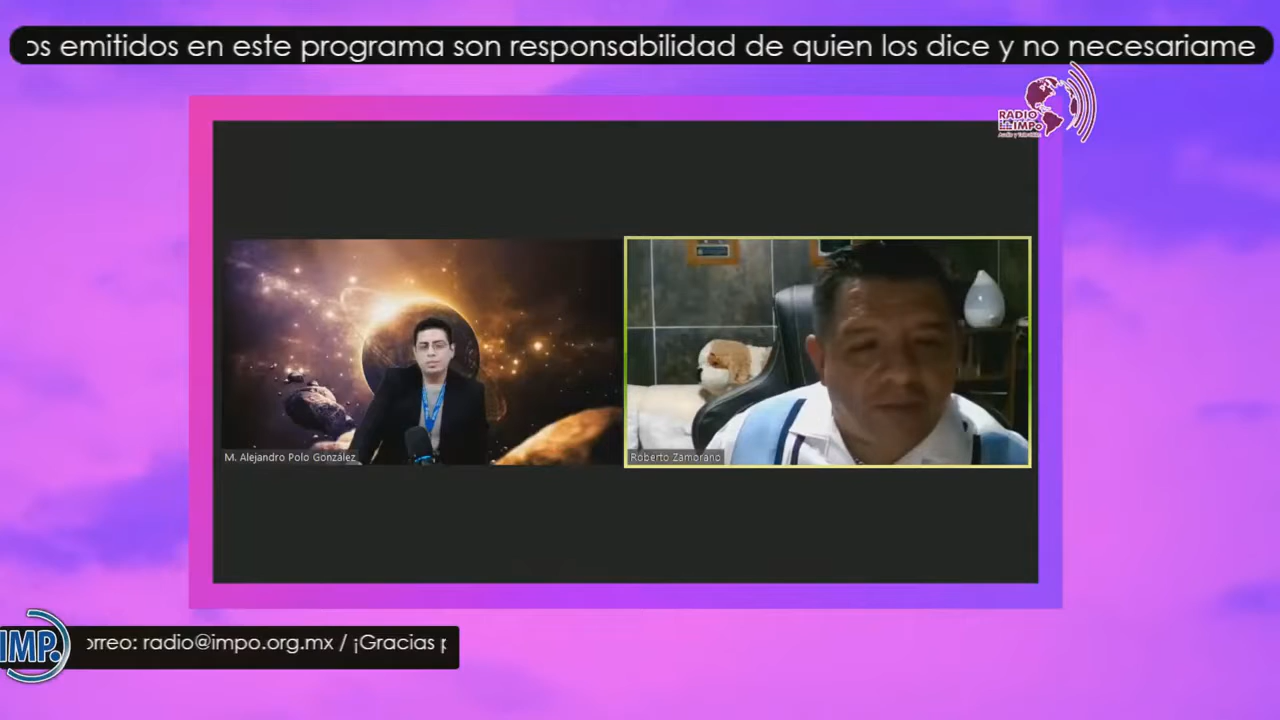 os emitidos en este programa son responsabilidad de quien los dice y no necesariame
RADIO
IMPO
M. Alejandro Polo González
Roberto Zamorano
IMP.
orreo: radio@impo.org.mx / ¡Gracias p